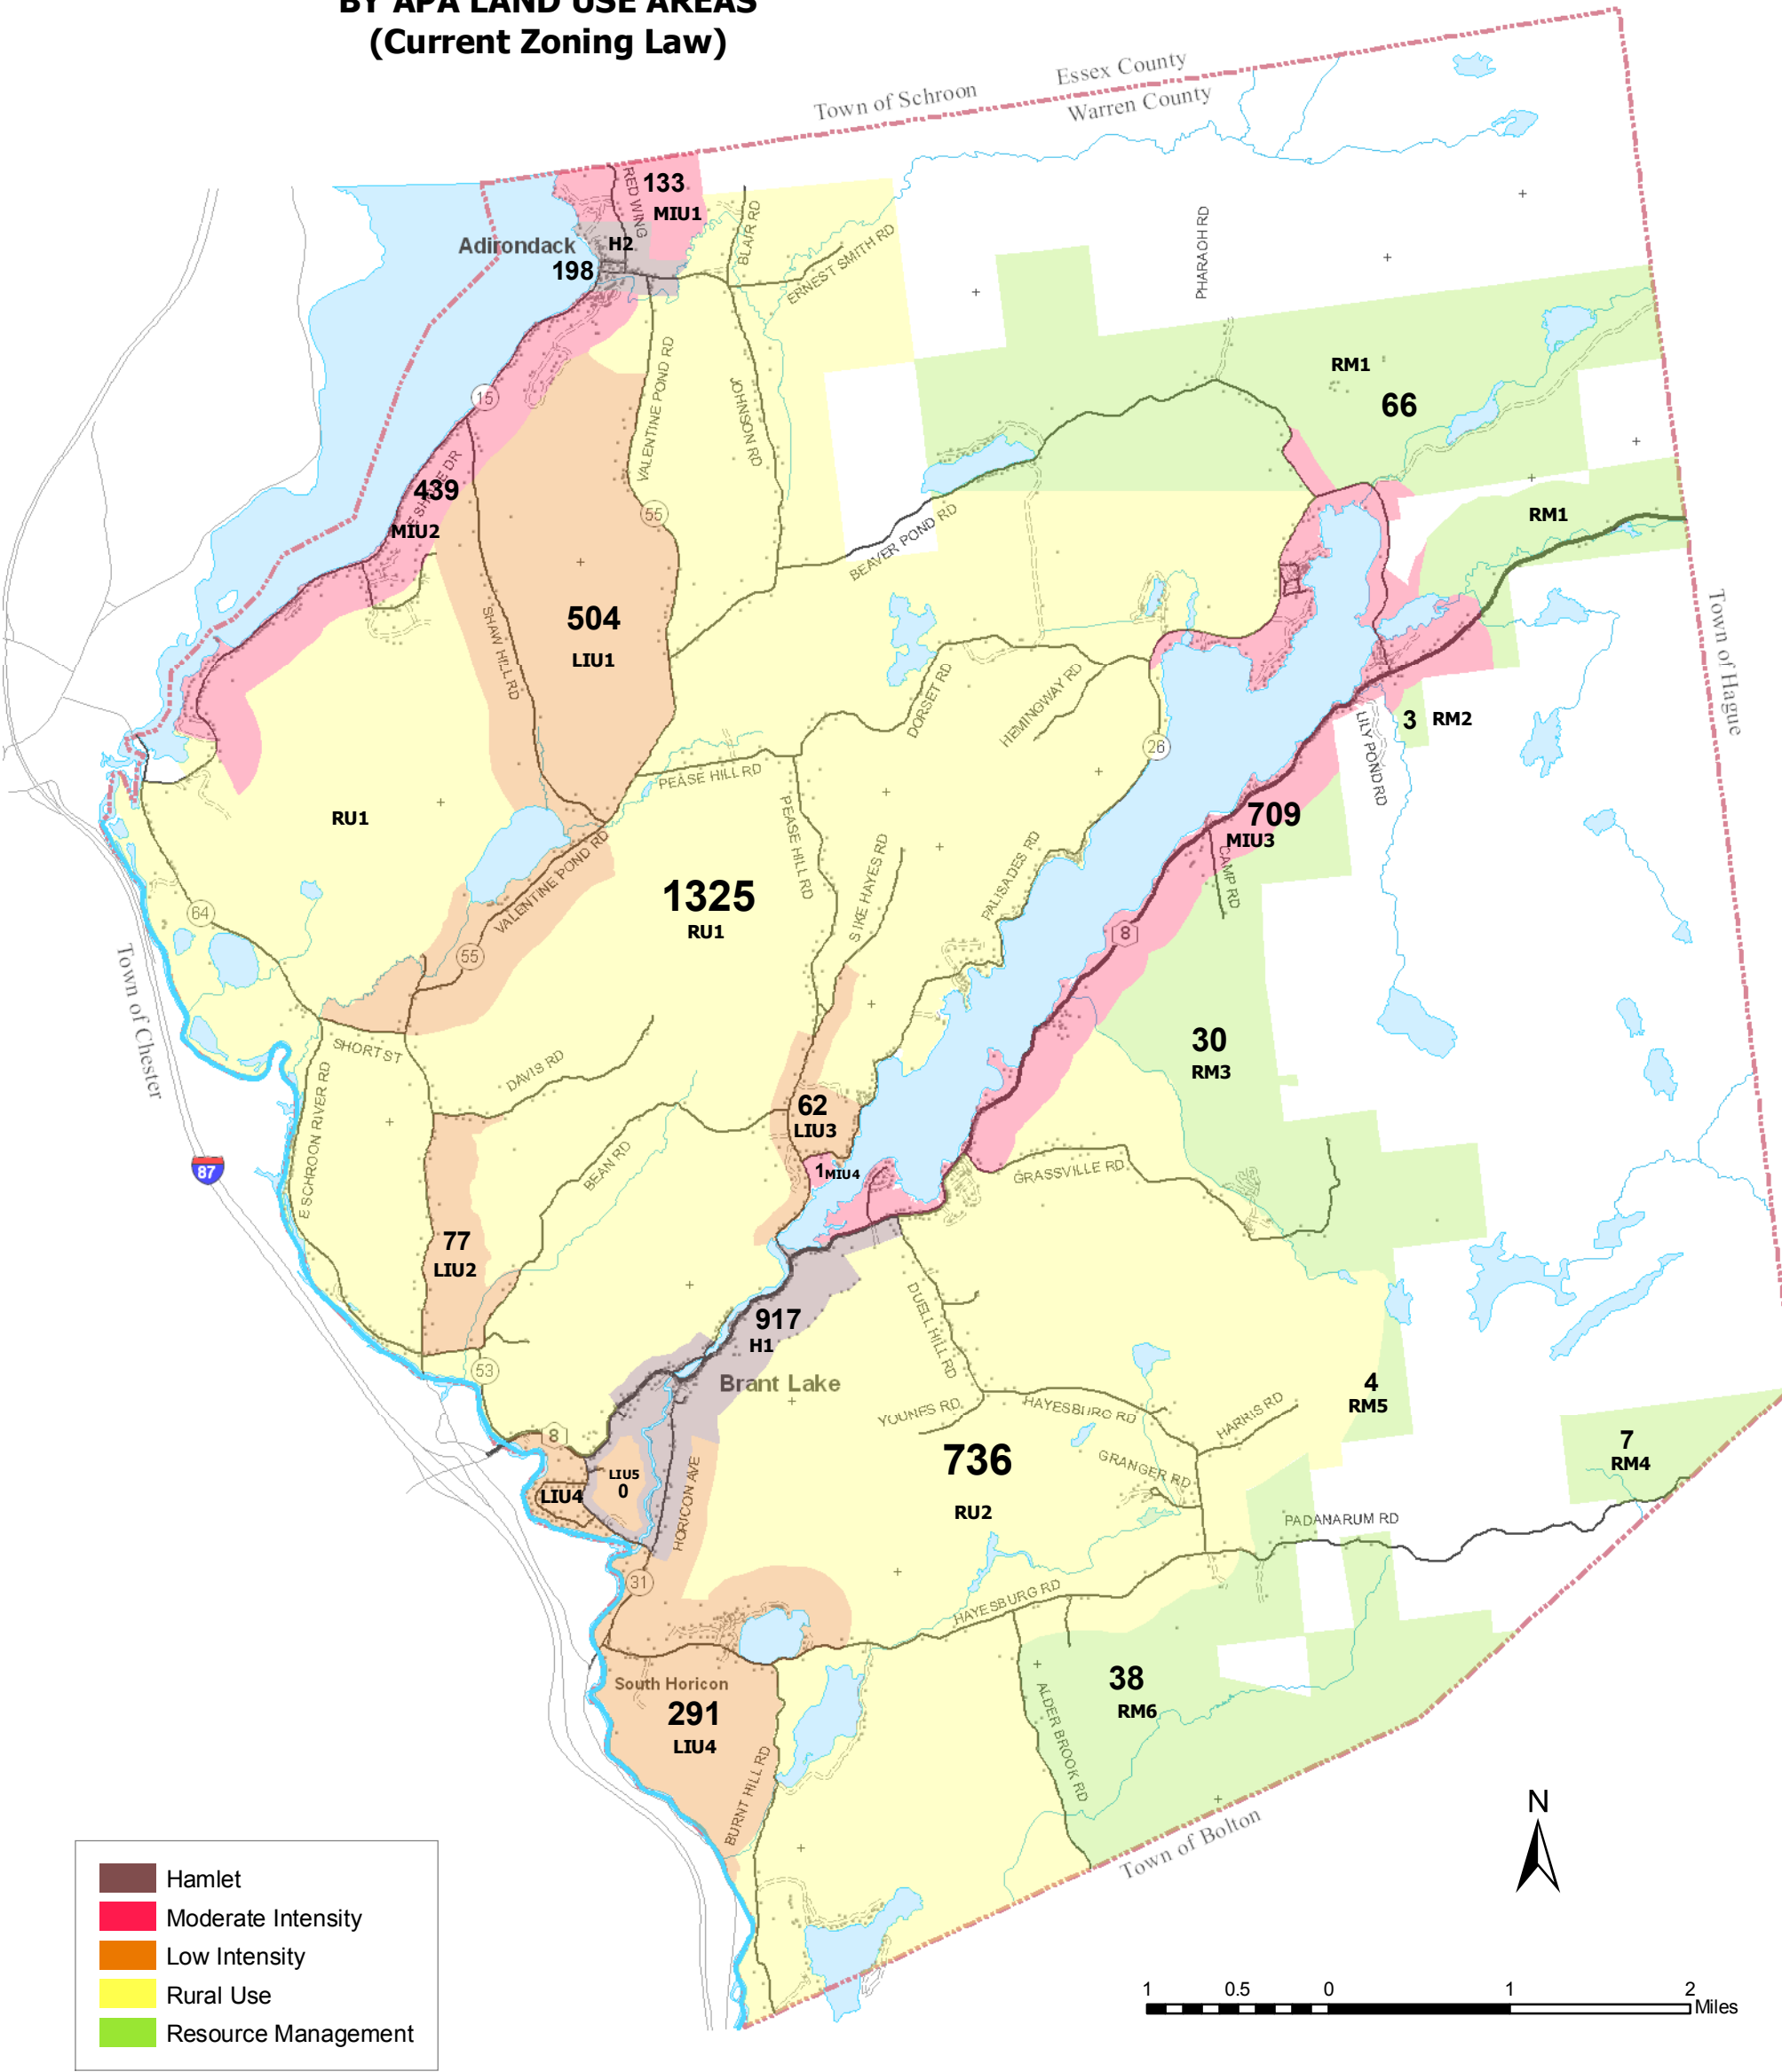 BY APA LAND USE AREAS
(Current Zoning Law)
Essex County
Town of Schroon
Warren County
133
MIU1
RED WING
H2
Adirondack
198
BLAIR RD
ERNEST SMITH RD
PHARAOH RD
RM1
66
15
VALENTINE POND RD
JOHNSON RD
439
MIU2
DR
55
BEAVER POND RD
RM1
504
LIU1
SHAW HILL RD
Town of Hague
DORSET RD
HEMINGWAY RD
26
3
RM2
LILY POND RD
PEASE HILL RD
PEASE HILL RD
RU1
709
MIU3
CAMP RD
VALENTINE POND RD
1325
RU1
S IKE HAYES RD
PALISADES RD
64
55
8
Town of Chester
SHORT ST
DAVIS RD
E SCHROON RIVER RD
30
RM3
62
LIU3
1
MIU4
87
BEAN RD
GRASSVILLE RD
77
LIU2
917
H1
DUELL HILL RD
53
Brant Lake
4
RM5
YOUNES RD
HAYESBURG RD
HARRIS RD
8
736
RU2
GRANGER RD
7
RM4
LIU5
0
LIU4
HORICON AVE
PADANARUM RD
31
HAYESBURG RD
South Horicon
291
LIU4
38
RM6
ALDER BROOK RD
BURNT HILL RD
Town of Bolton
N
Hamlet
Moderate Intensity
Low Intensity
Rural Use
Resource Management
1 0.5 0 1 2
Miles